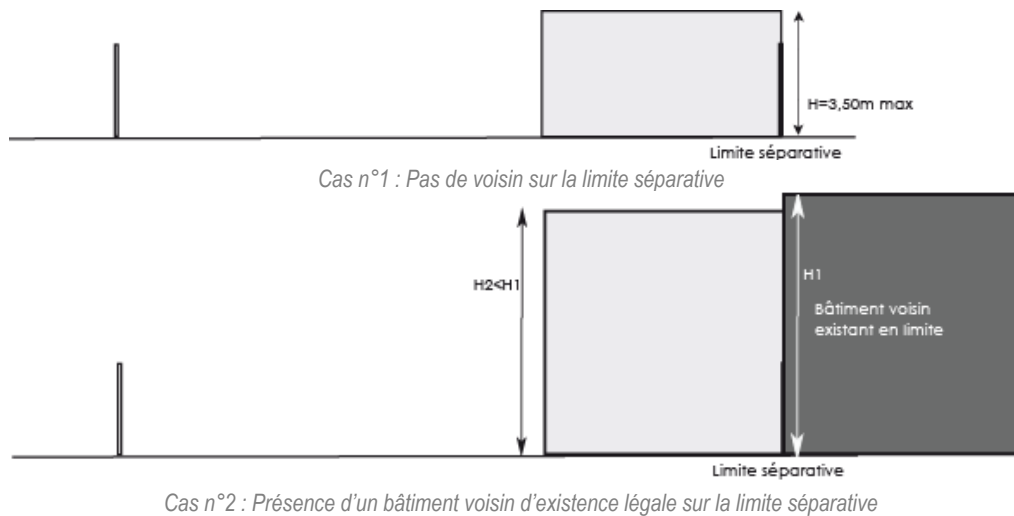 H=3,50m max
Limite séparative
Cas n°1 : Pas de voisin sur la limite séparative
H2<H1
H1
Bâtiment voisin
existant en limite
Limite séparative
Cas n°2 : Présence d'un bâtiment voisin d'existence légale sur la limite séparative